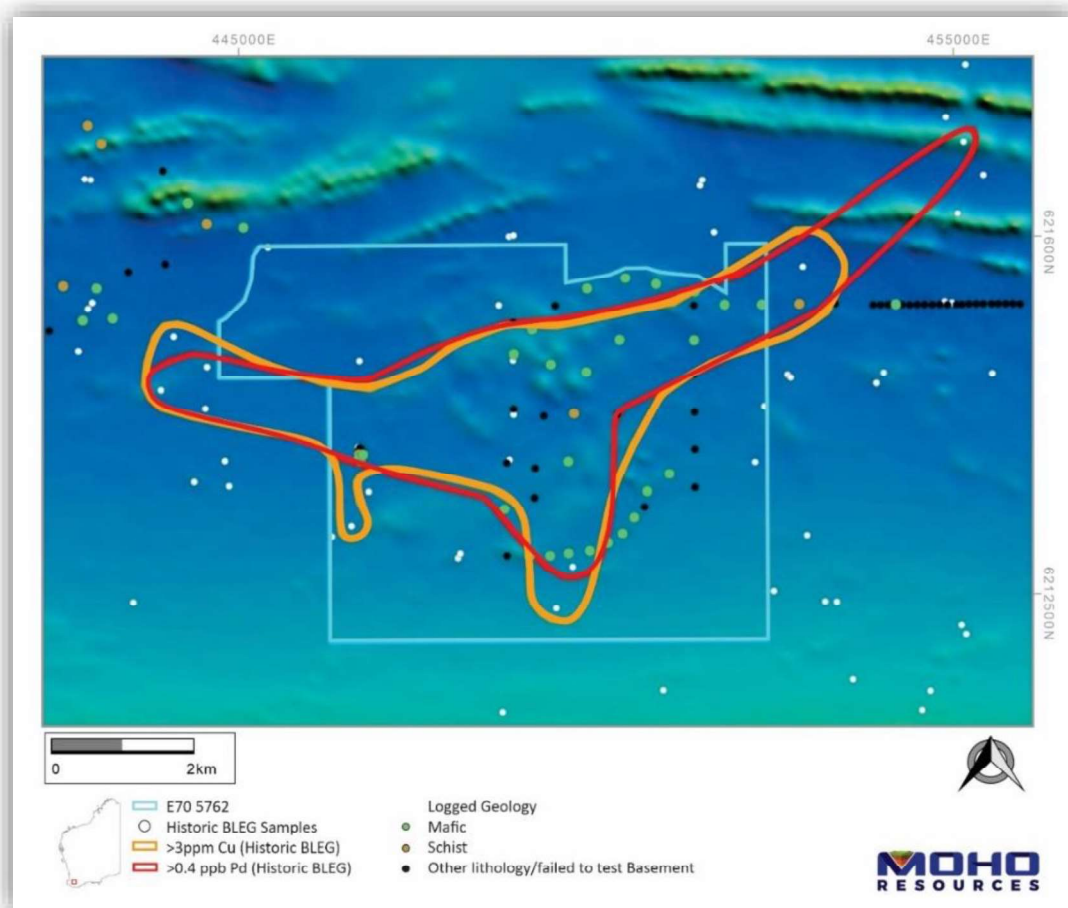 445000E
455000E
621600N
6212500N
0
2km
E70 5762
Historic BLEG Samples
>3ppm Cu (Historic BLEG)
>0.4 ppb Pd (Historic BLEG)
Logged Geology
Mafic
Schist
Other lithology/failed to test Basement
MOHO
RESOURCES